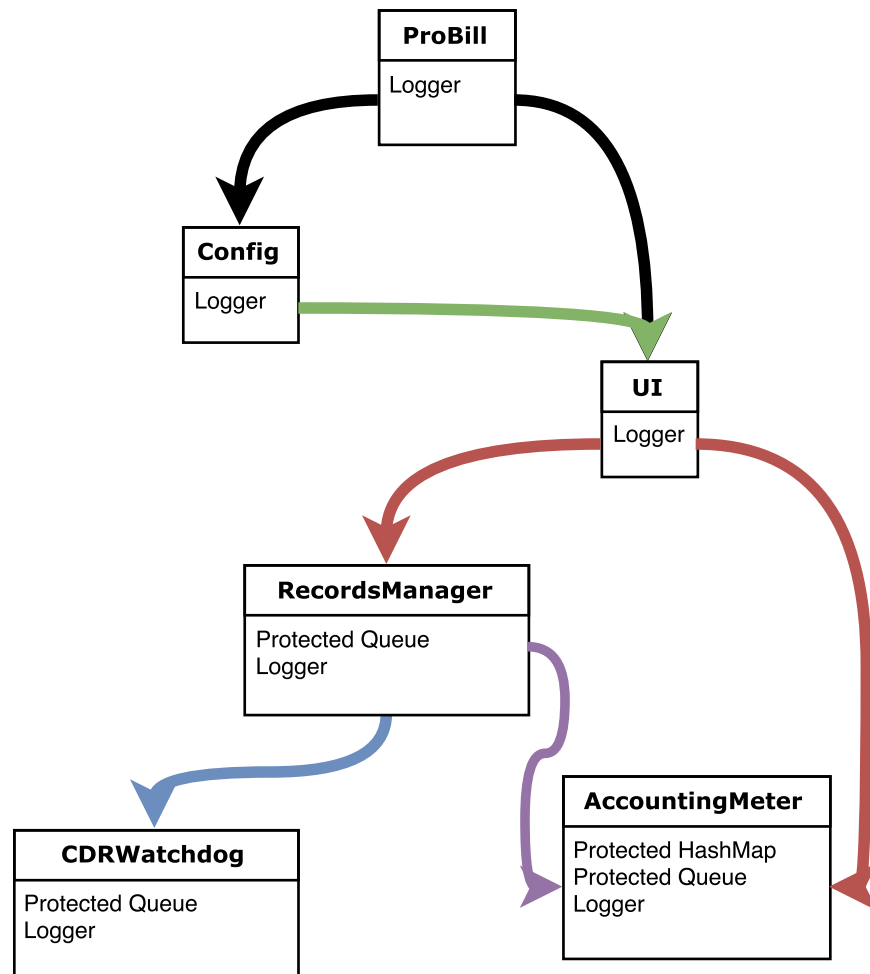 ProBill
Logger
Config
Logger
UI
Logger
RecordsManager
Protected Queue
Logger
AccountingMeter
Protected HashMap
Protected Queue
Logger
CDRWatchdog
Protected Queue
Logger